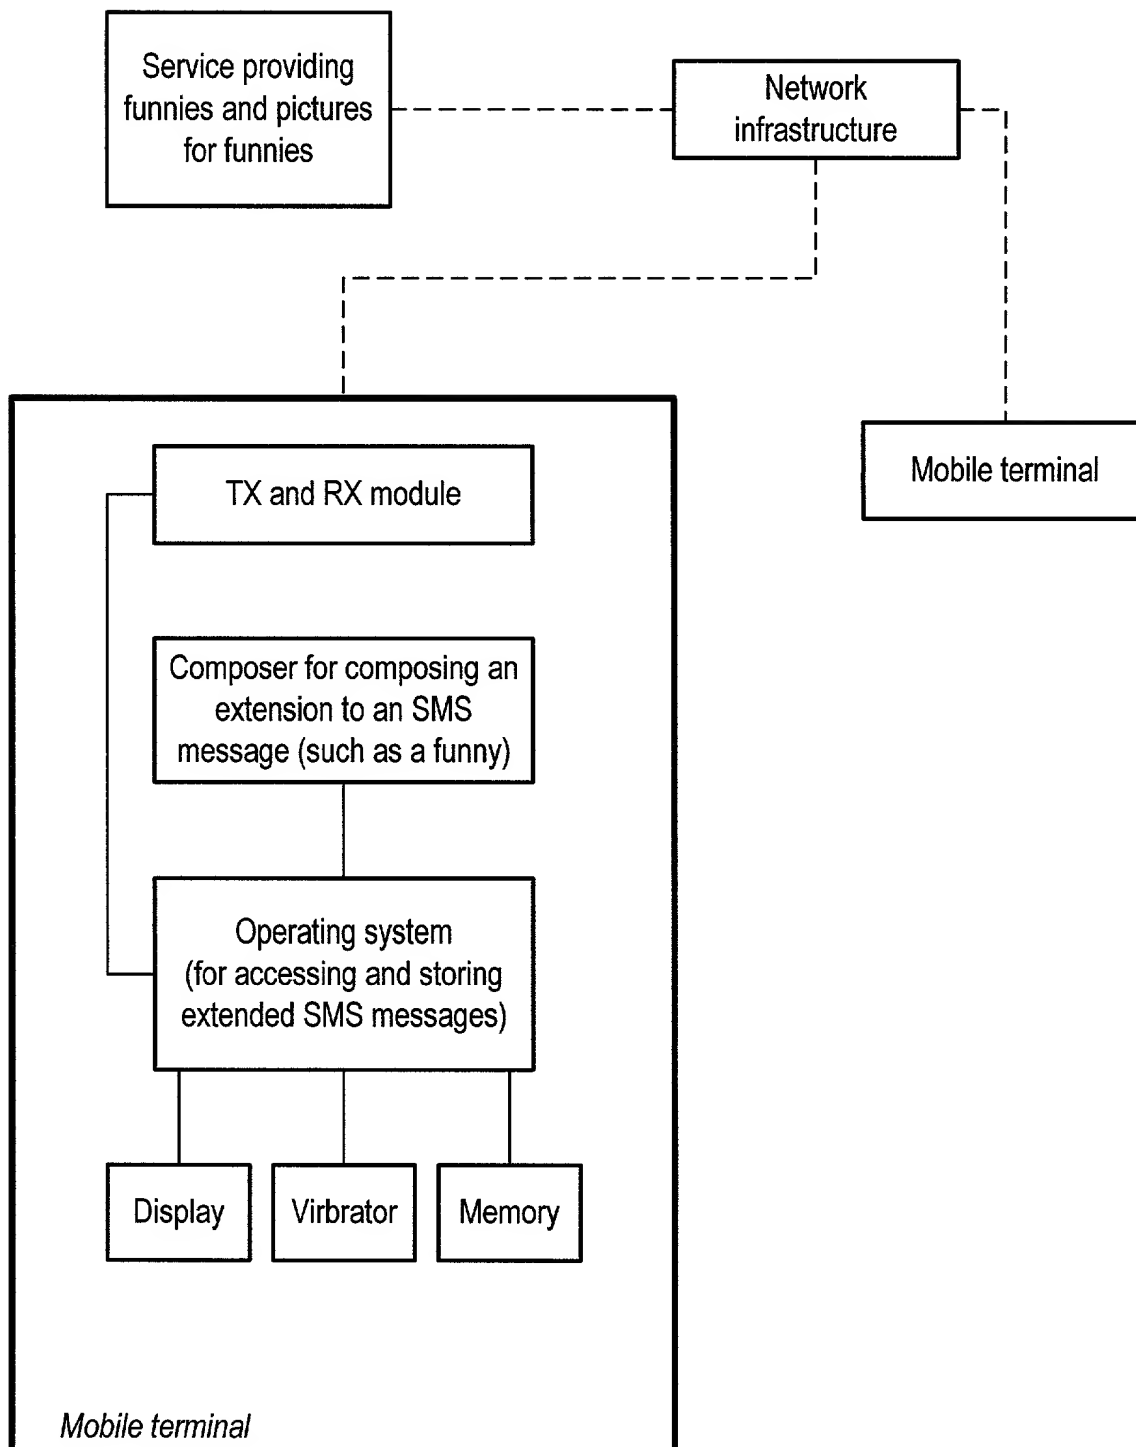 Service providing
funnies and pictures
for funnies
Network
infrastructure
Mobile terminal
TX and RX module
Composer for composing an
extension to an SMS
message (such as a funny)
Operating system
(for accessing and storing
extended SMS messages)
Display
Virbrator
Memory
Mobile terminal